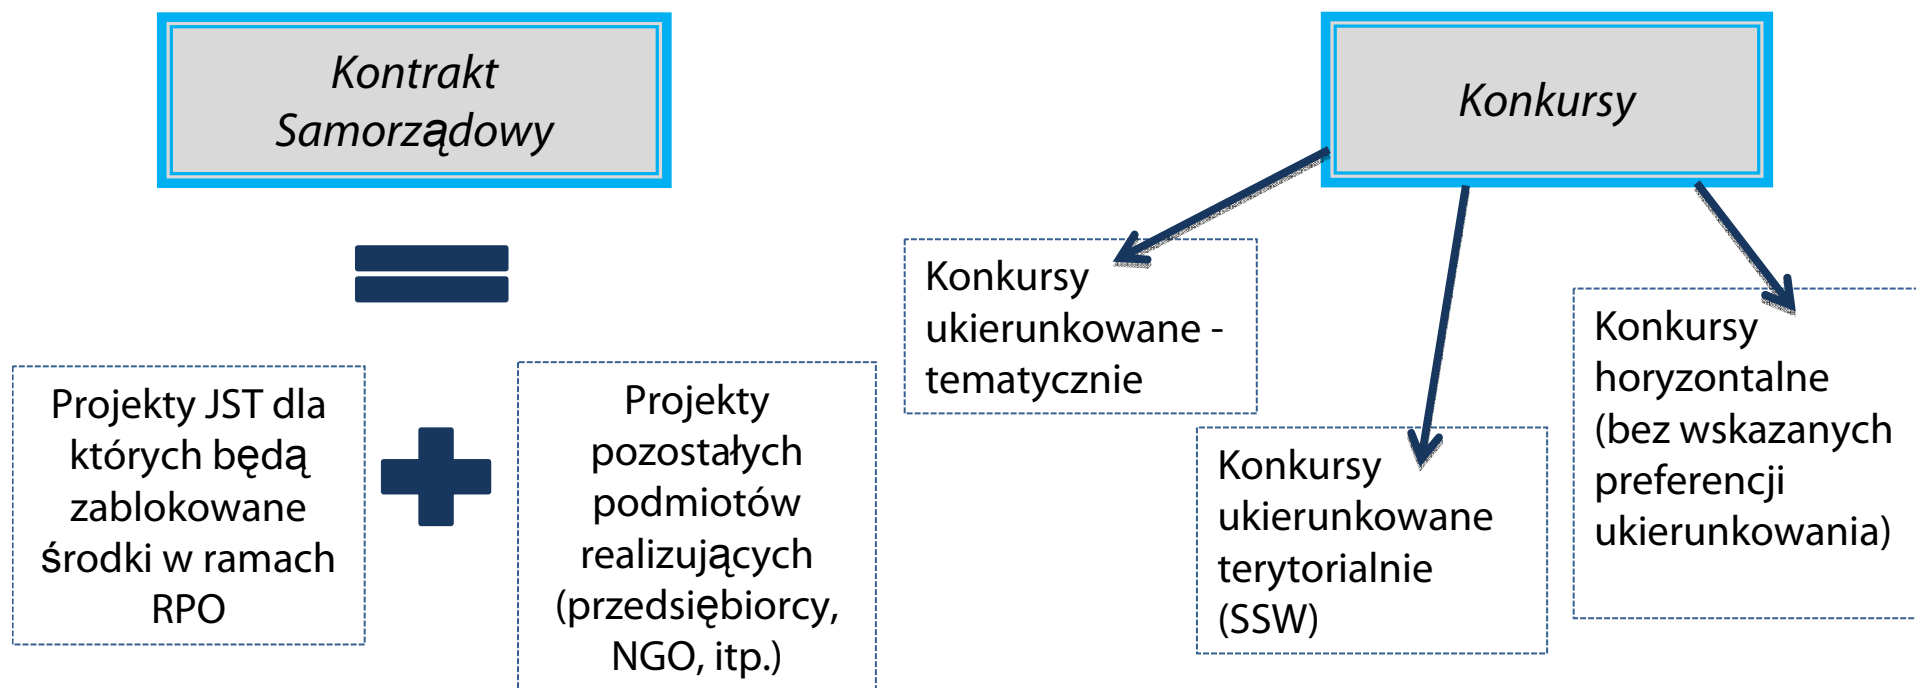 Kontrakt
Samorządowy
Projekty JST dla
których będą
zablokowane
środki w ramach
RPO
Projekty
pozostałych
podmiotów
realizujących
(przedsiębiorcy,
NGO, itp.)
Konkursy
Konkursy
ukierunkowane -
tematycznie
Konkursy
ukierunkowane
terytorialnie
(SSW)
Konkursy
horyzontalne
(bez wskazanych
preferencji
ukierunkowania)